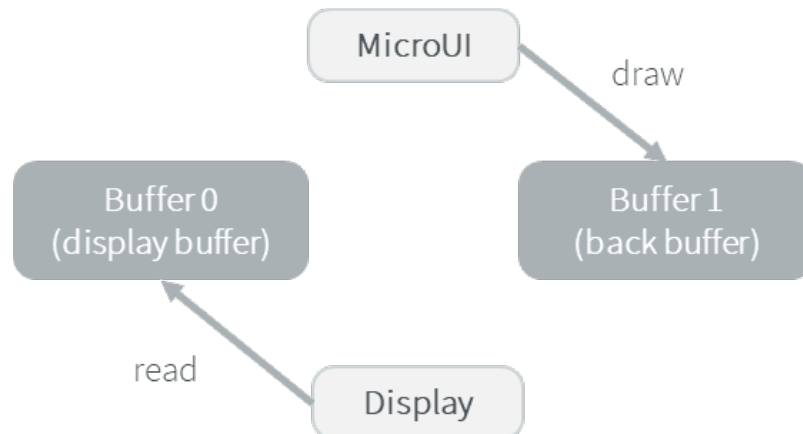 MicroUI
draw
Buffer 0
(display buffer)
Buffer 1
(back buffer)
read
Display